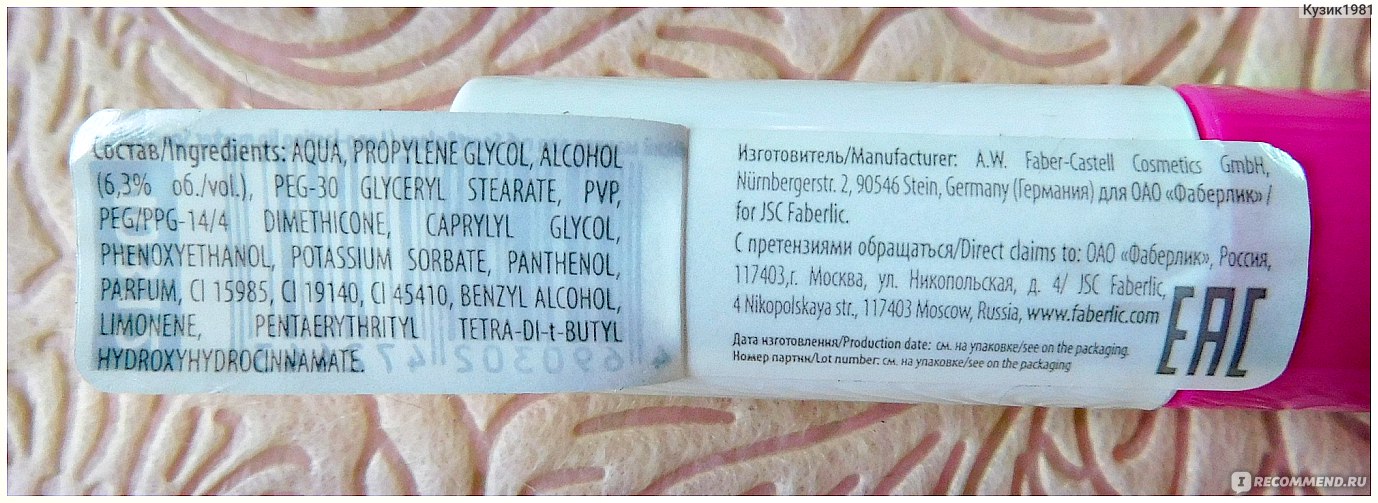 Кузик1981
Состав/Ingredients: AQUA, PROPYLENE GLYCOL, ALCOHOL
(6,3% об./vol.), PEG-30 GLYCERYL STEARATE, PVP,
PEG/PPG-14/4 DIMETHICONE, CAPRYLYL GLYCOL,
PHENOXYETHANOL, POTASSIUM SORBATE, PANTHENOL,
PARFUM, CI 15985, CI 19140, CI 45410, BENZYL ALCOHOL,
LIMONENE, PENTAERYTHRITYL TETRA-DI-t-BUTYL
HYDROXYHYDROCINNAMATE.
Изготовитель/Manufacturer: A.W. Faber-Castell Cosmetics GmbH,
Nürnbergerstr. 2, 90546 Stein, Germany (Германия) для ОАО «Фаберлик» /
for JSC Faberlic.
С претензиями обращаться/Direct claims to: ОАО «Фаберлик», Россия,
117403,г. Москва, ул. Никопольская, д. 4/ JSC Faberlic,
4 Nikopolskaya str., 117403 Moscow, Russia, www.faberlic.com
Дата изготовления/Production date: см. на упаковке/see on the packaging.
Номер партии/Lot number: см. на упаковке/see on the packaging
EAC
IRECOMMEND.RU